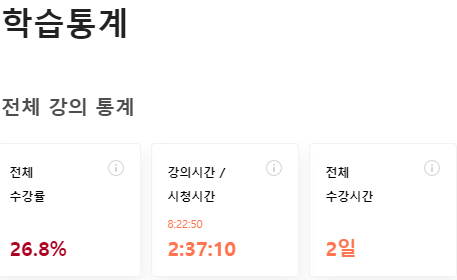 학습통계
전체 강의 통계
전체
수강률
26.8%
강의시간 /
시청시간
8:22:50
2:37:10
전체
수강시간
2일